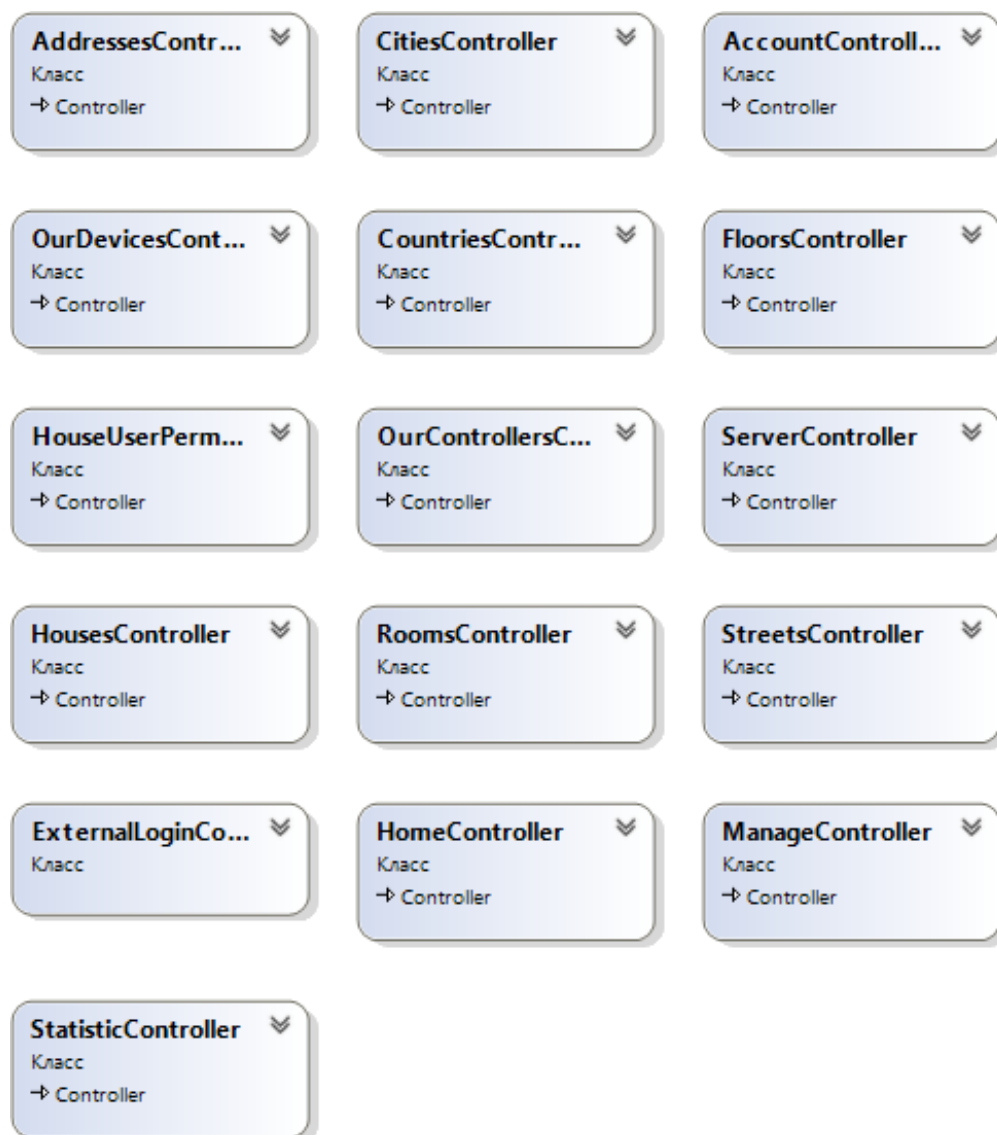 AddressesContr...
Класс
Controller
CitiesController
Класс
Controller
AccountControll...
Класс
Controller
OurDevicesCont...
Класс
Controller
CountriesContr...
Класс
Controller
FloorsController
Класс
Controller
HouseUserPerm...
Класс
Controller
OurControllersC...
Класс
Controller
ServerController
Класс
Controller
HousesController
Класс
Controller
RoomsController
Класс
Controller
StreetsController
Класс
Controller
ExternalLoginCo...
Класс
HomeController
Класс
Controller
ManageController
Класс
Controller
StatisticController
Класс
Controller